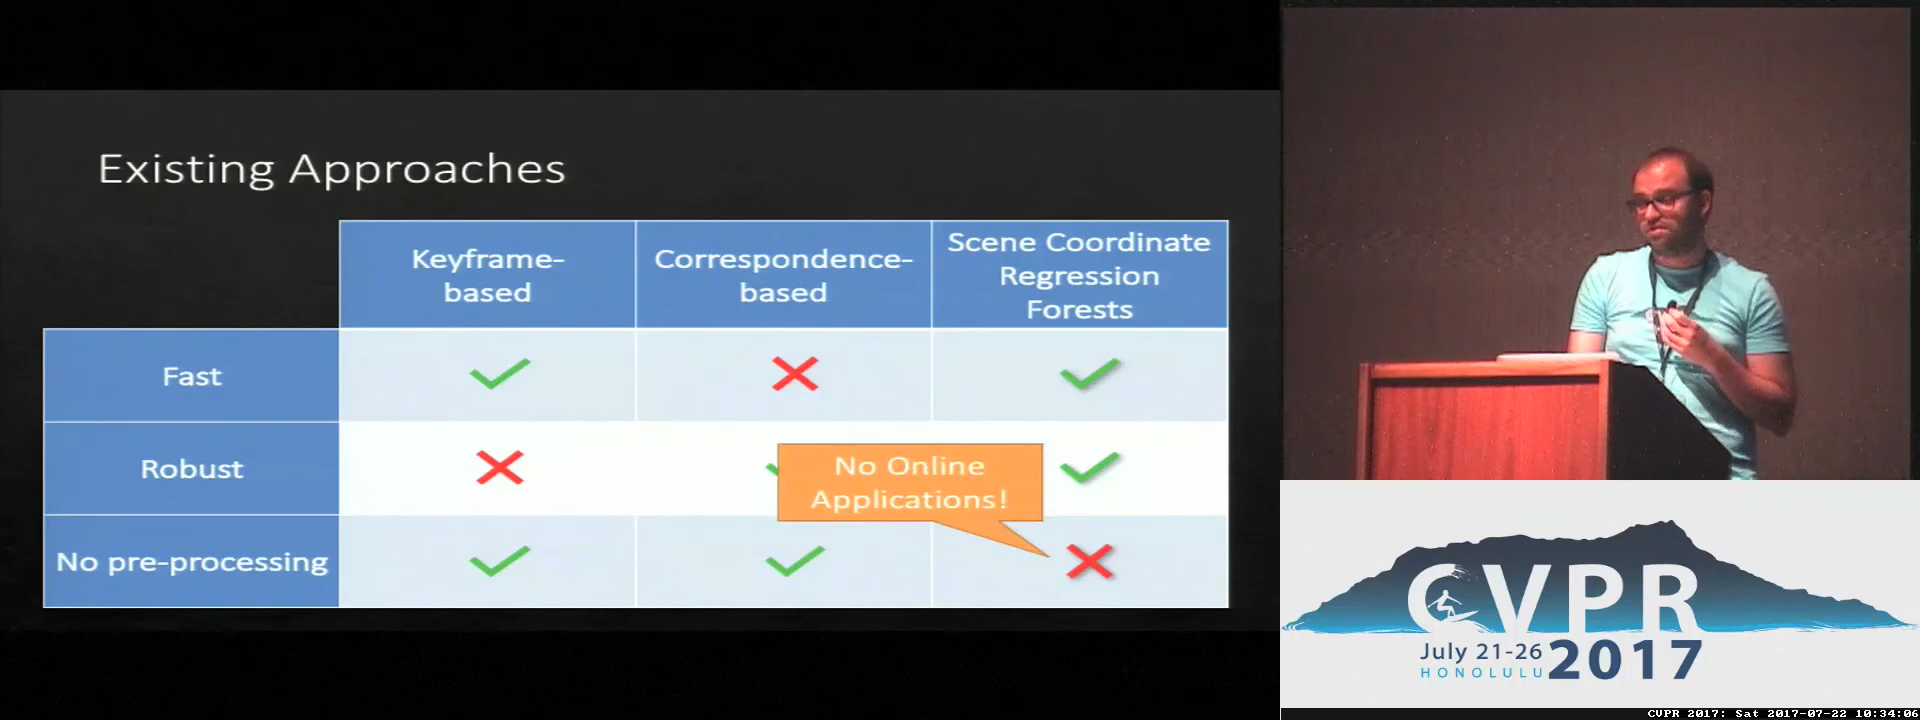 Existing Approaches
Keyframe-
based
Correspondence-
based
Scene Coordinate
Regression
Forests
Fast
Robust
No Online
Applications!
No pre-processing
CVPR
July 21-26
HONOLULU
2017
CVPR 2017: Sat 2017-07-22 10:34:06